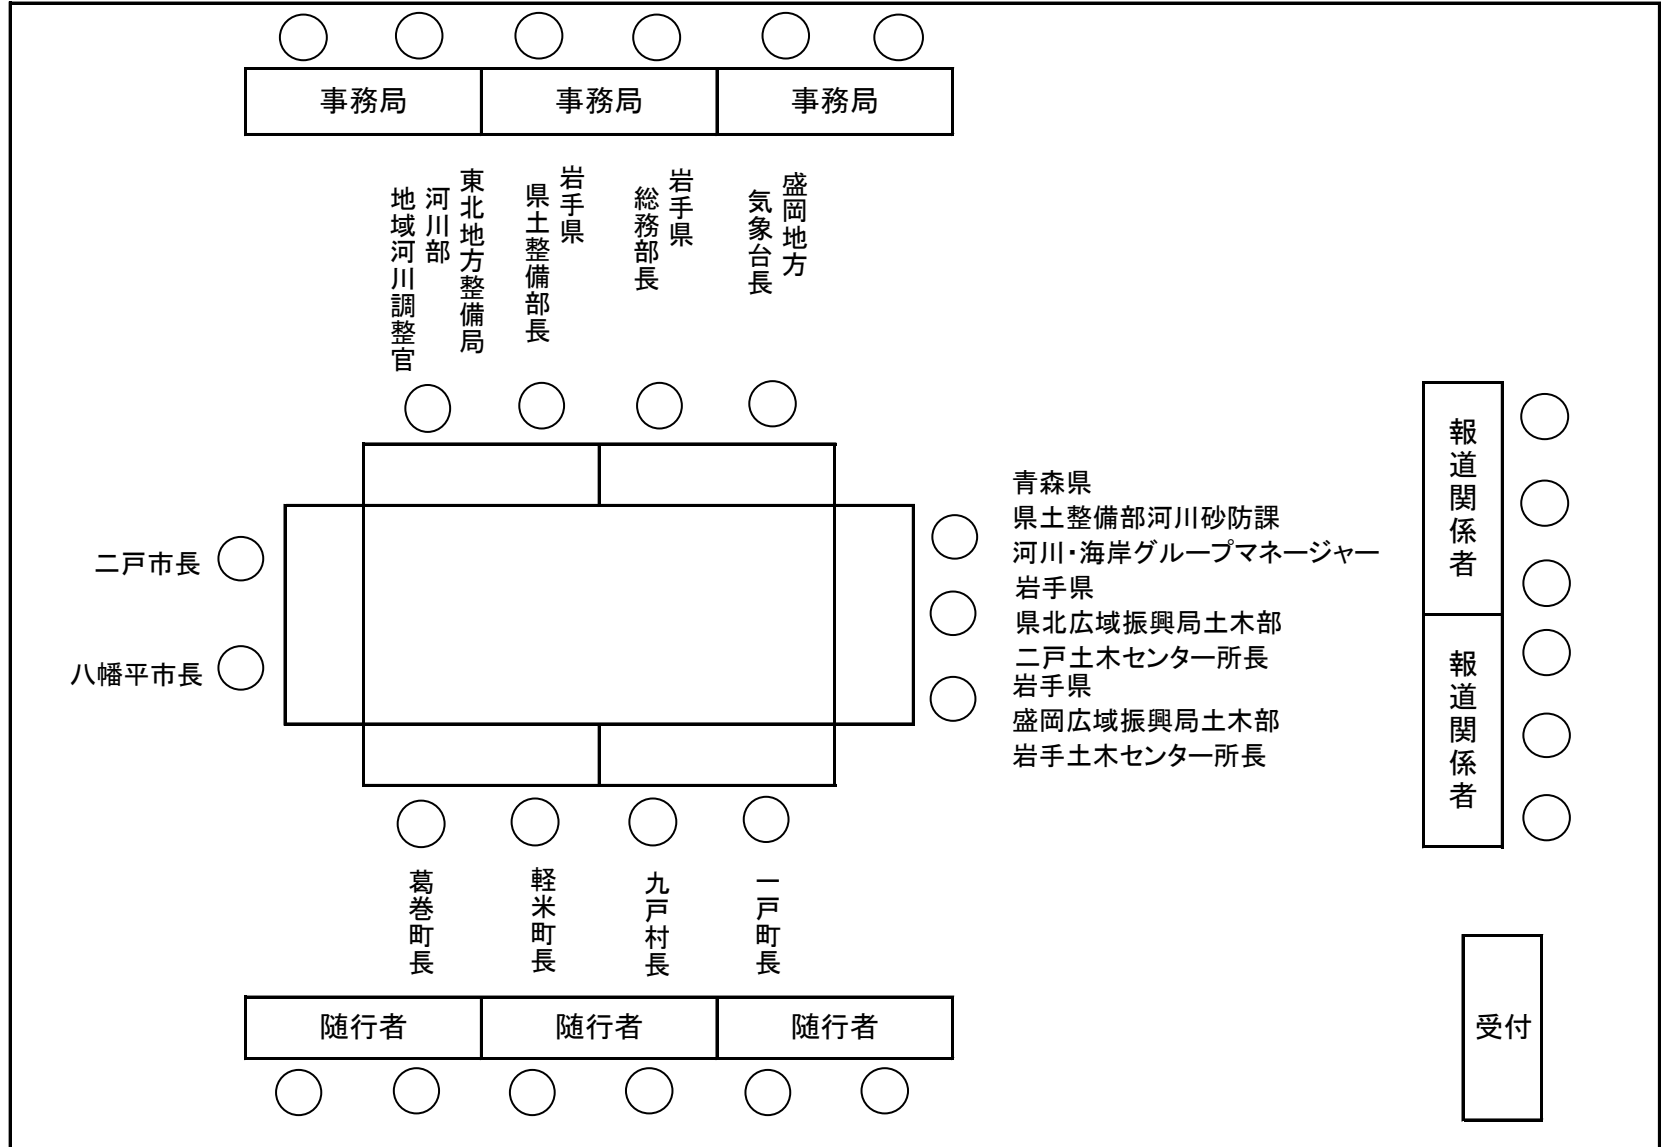 事務局
事務局
事務局
盛岡地方
気象台長
岩手県
総務部長
岩手県
県土整備部長
東北地方整備局
河川部
地域河川調整官
二戸市長
八幡平市長
青森県
県土整備部河川砂防課
河川・海岸グループマネージャー
岩手県
県北広域振興局土木部
二戸土木センター所長
岩手県
盛岡広域振興局土木部
岩手土木センター所長
報道関係者
報道関係者
葛巻町長
軽米町長
九戸村長
一戸町長
随行者
随行者
随行者
受付